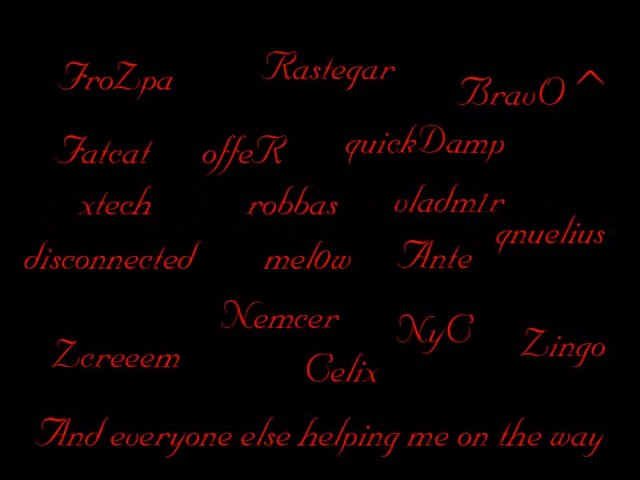 FroZpa Rastegar BravO ^
Fatcat offeR quickDamp
xtech robbas vladm1r
qnuelius
disconnected mel0w Ante
Nemcer NyC Zingo
Zcreeem Celix
And everyone else helping me on the way